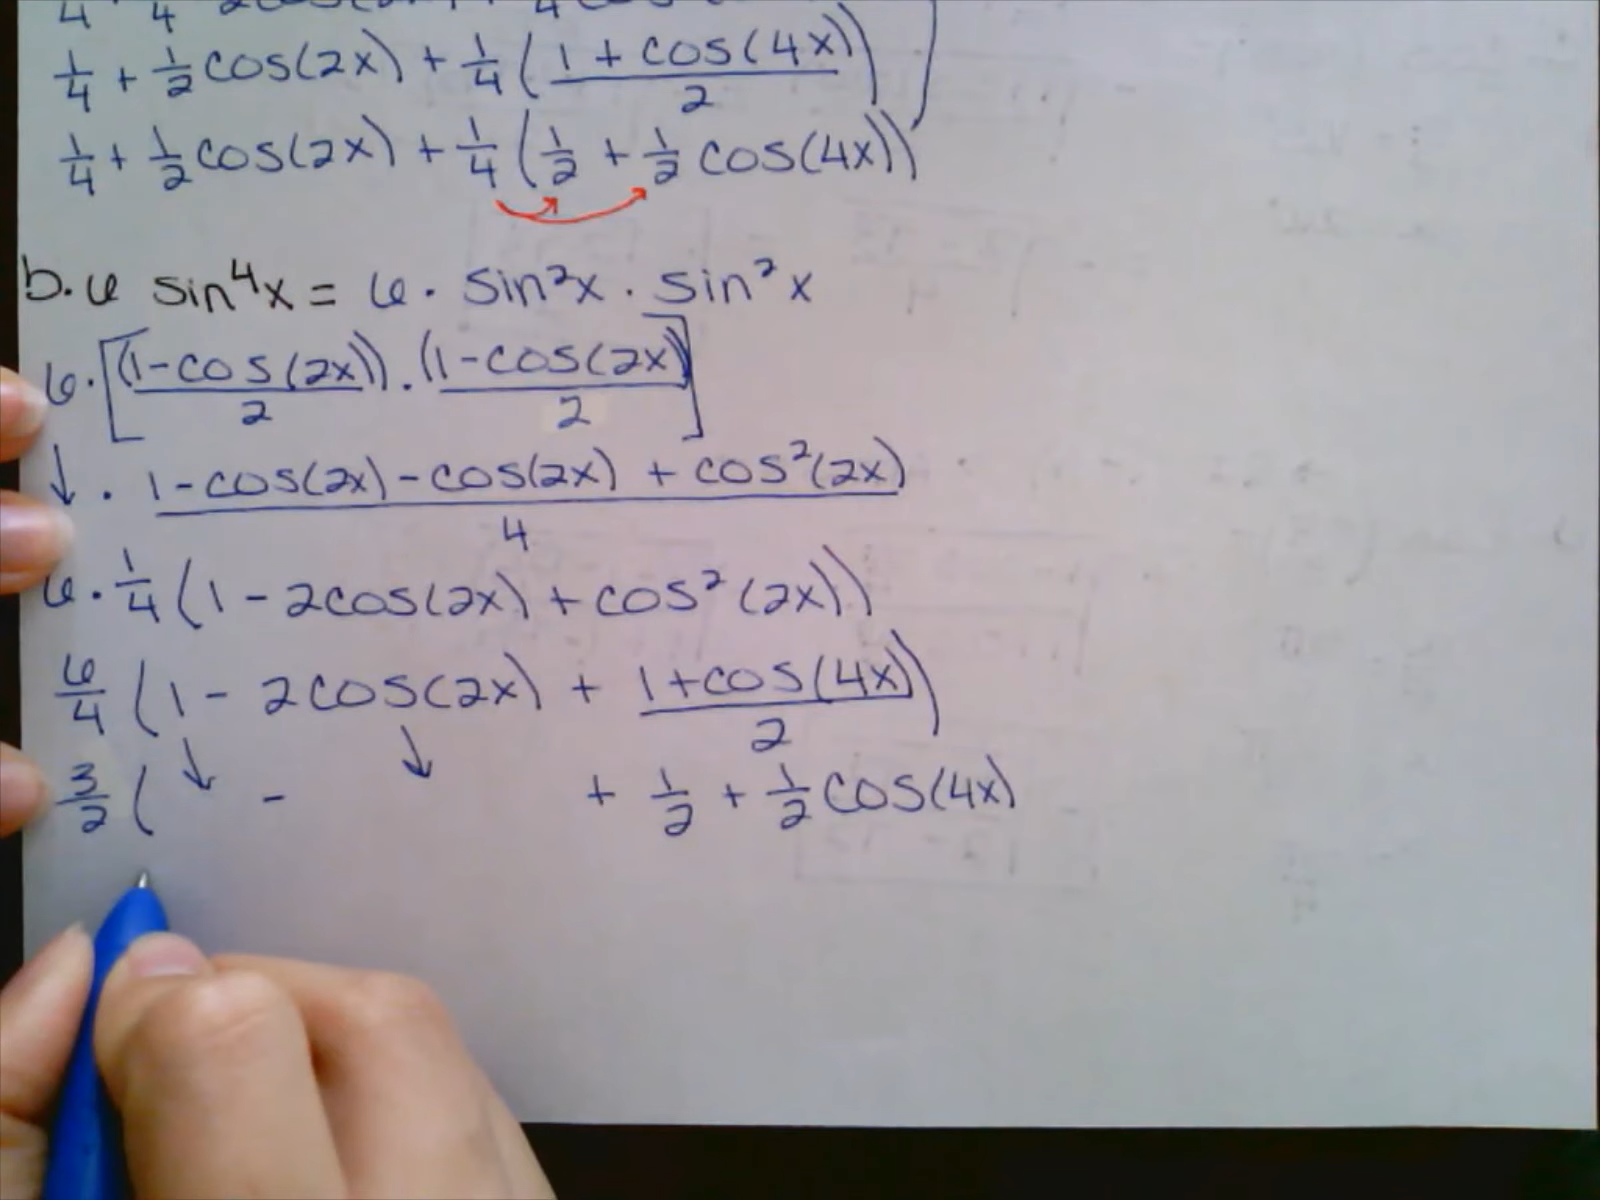 1/4 + 1/2 cos(2x) + 1/4 ( (1 + cos(4x))/2 )
1/4 + 1/2 cos(2x) + 1/4 ( 1/2 + 1/2 cos(4x))
b. 6 sin⁴x = 6 · sin²x · sin²x
6 · [ (1-cos(2x))/2 · (1-cos(2x))/2 ]
↓ · (1-cos(2x)-cos(2x) + cos²(2x))/4
6 · 1/4 (1 - 2cos(2x) + cos²(2x))
6/4 (1 - 2cos(2x) + (1+cos(4x))/2 )
3/2 ( ↓ - ↓ + 1/2 + 1/2 cos(4x)